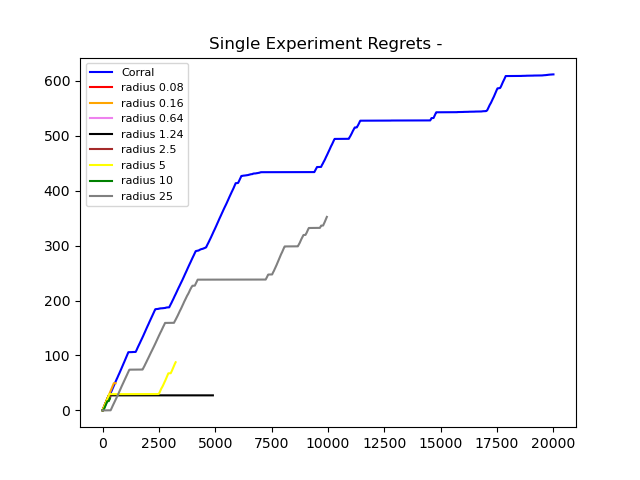 Single Experiment Regrets -
Corral
radius 0.08
radius 0.16
radius 0.64
radius 1.24
radius 2.5
radius 5
radius 10
radius 25
600
500
400
300
200
100
0
0 2500 5000 7500 10000 12500 15000 17500 20000